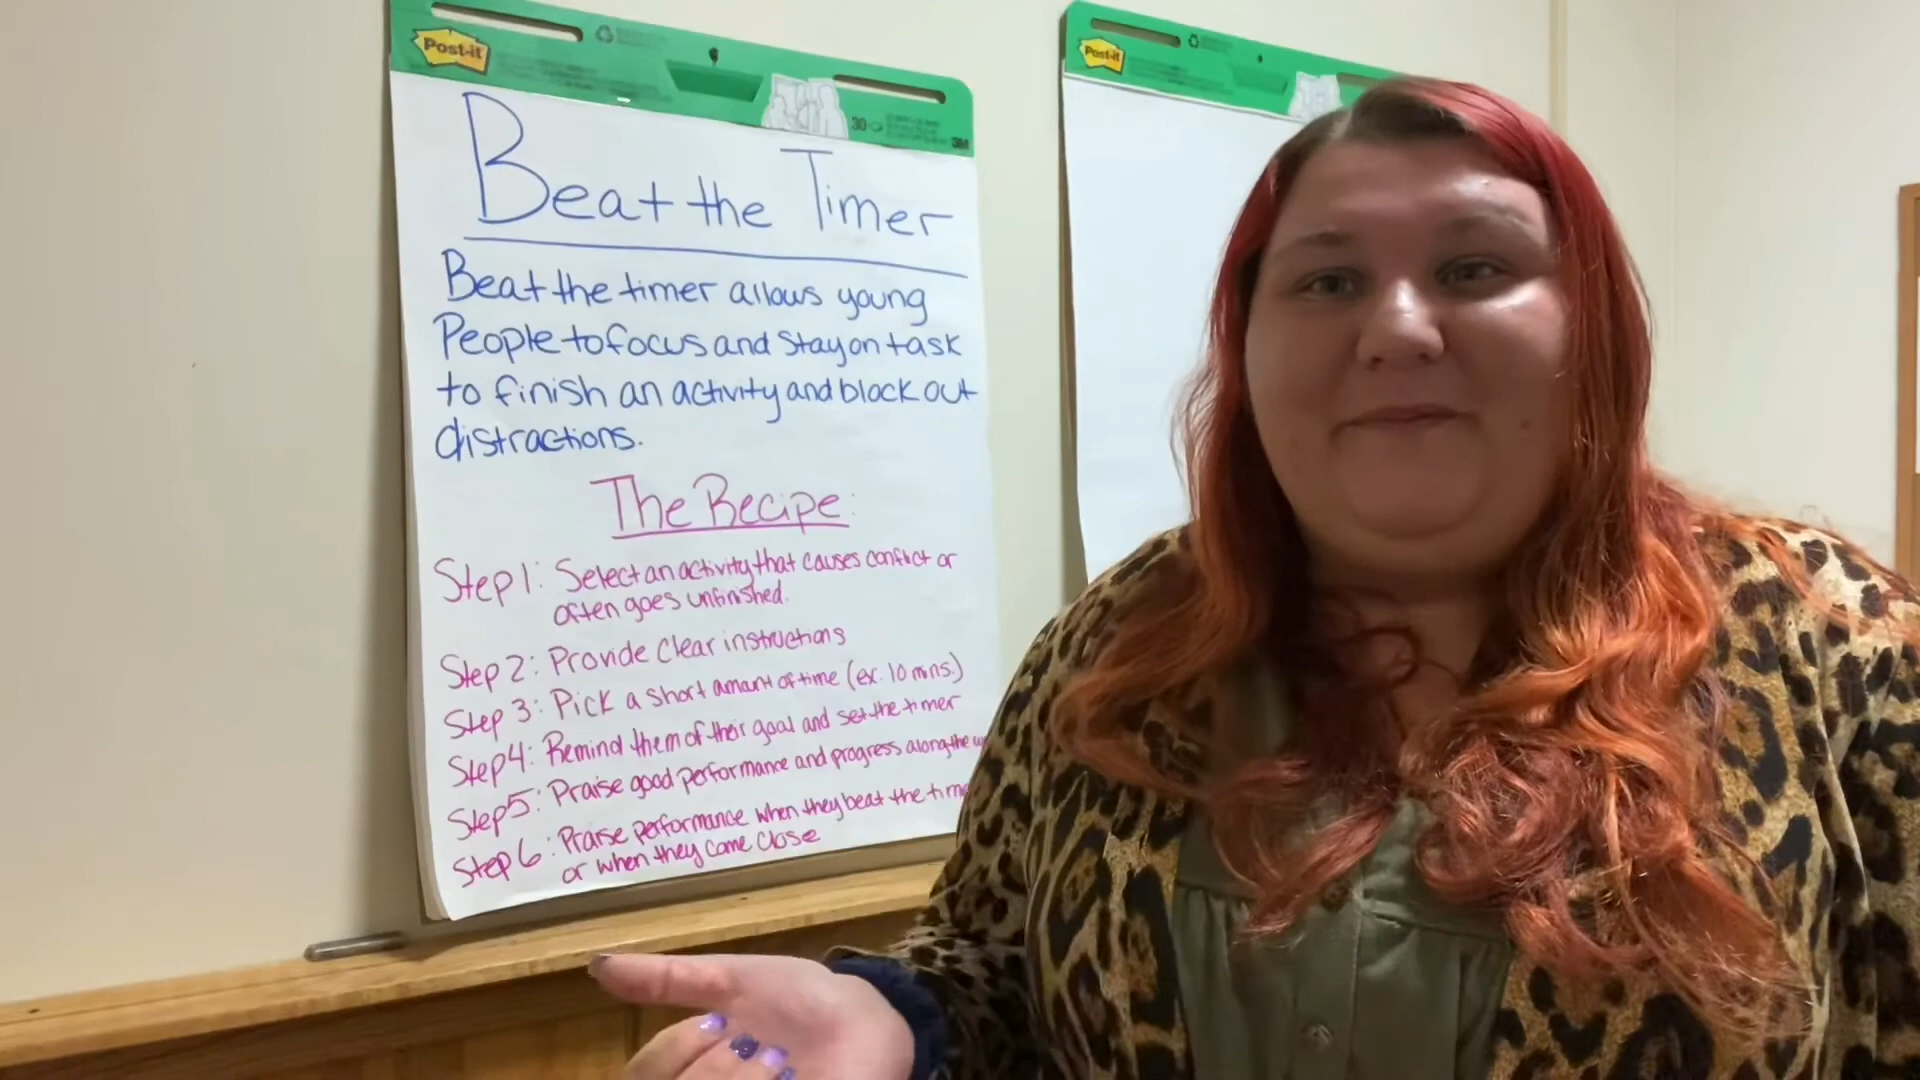 Post-it
30
3M
Beat the Timer
Beat the timer allows young
People to focus and stay on task
to finish an activity and block out
distractions.
The Recipe:
Step 1: Select an activity that causes conflict or
often goes unfinished.
Step 2: Provide clear instructions
Step 3: Pick a short amant of time (ex. 10 mins.)
Step 4: Remind them of their goal and set the timer
Step 5: Praise good performance and progress along the
Step 6: Praise performance when they beat the
or when they come close
Post-it